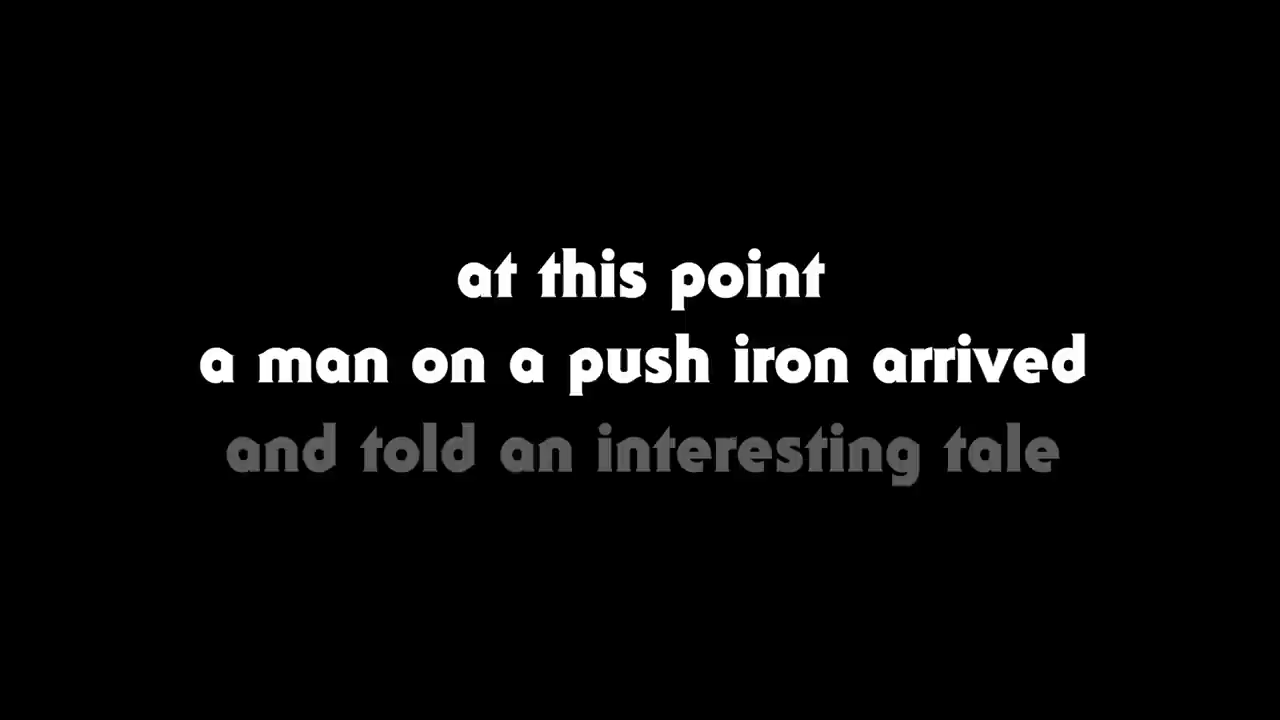 at this point
a man on a push iron arrived
and told an interesting tale